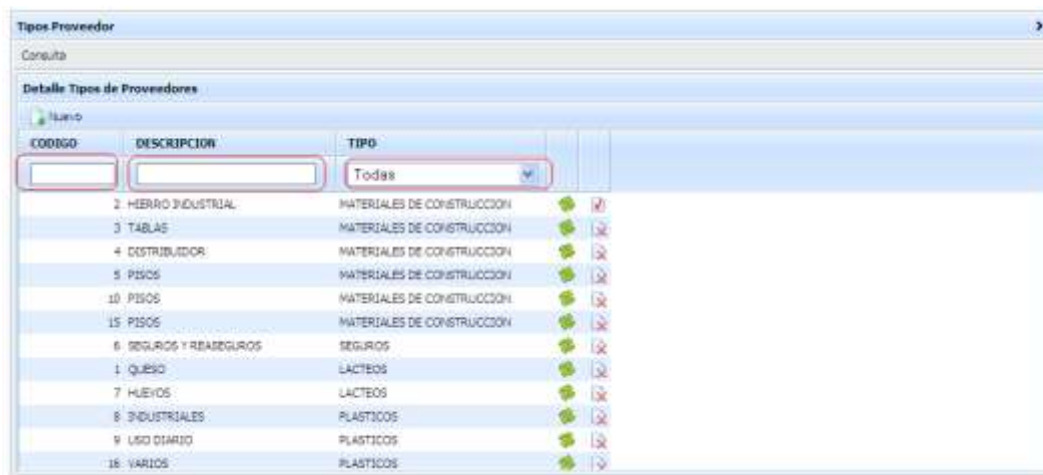 Tipos Proveedor
Consulta
Detalle Tipos de Proveedores
Nuevo
CODIGO DESCRIPCION TIPO
Todas
2 HIERRO INDUSTRIAL MATERIALES DE CONSTRUCCION
3 TABLAS MATERIALES DE CONSTRUCCION
4 DISTRIBUIDOR MATERIALES DE CONSTRUCCION
5 PISOS MATERIALES DE CONSTRUCCION
10 PISOS MATERIALES DE CONSTRUCCION
15 PISOS MATERIALES DE CONSTRUCCION
6 SEGUROS Y REASEGUROS SEGUROS
1 QUESO LACTEOS
7 HUEVOS LACTEOS
8 INDUSTRIALES PLASTICOS
9 USO DIARIO PLASTICOS
16 VARIOS PLASTICOS